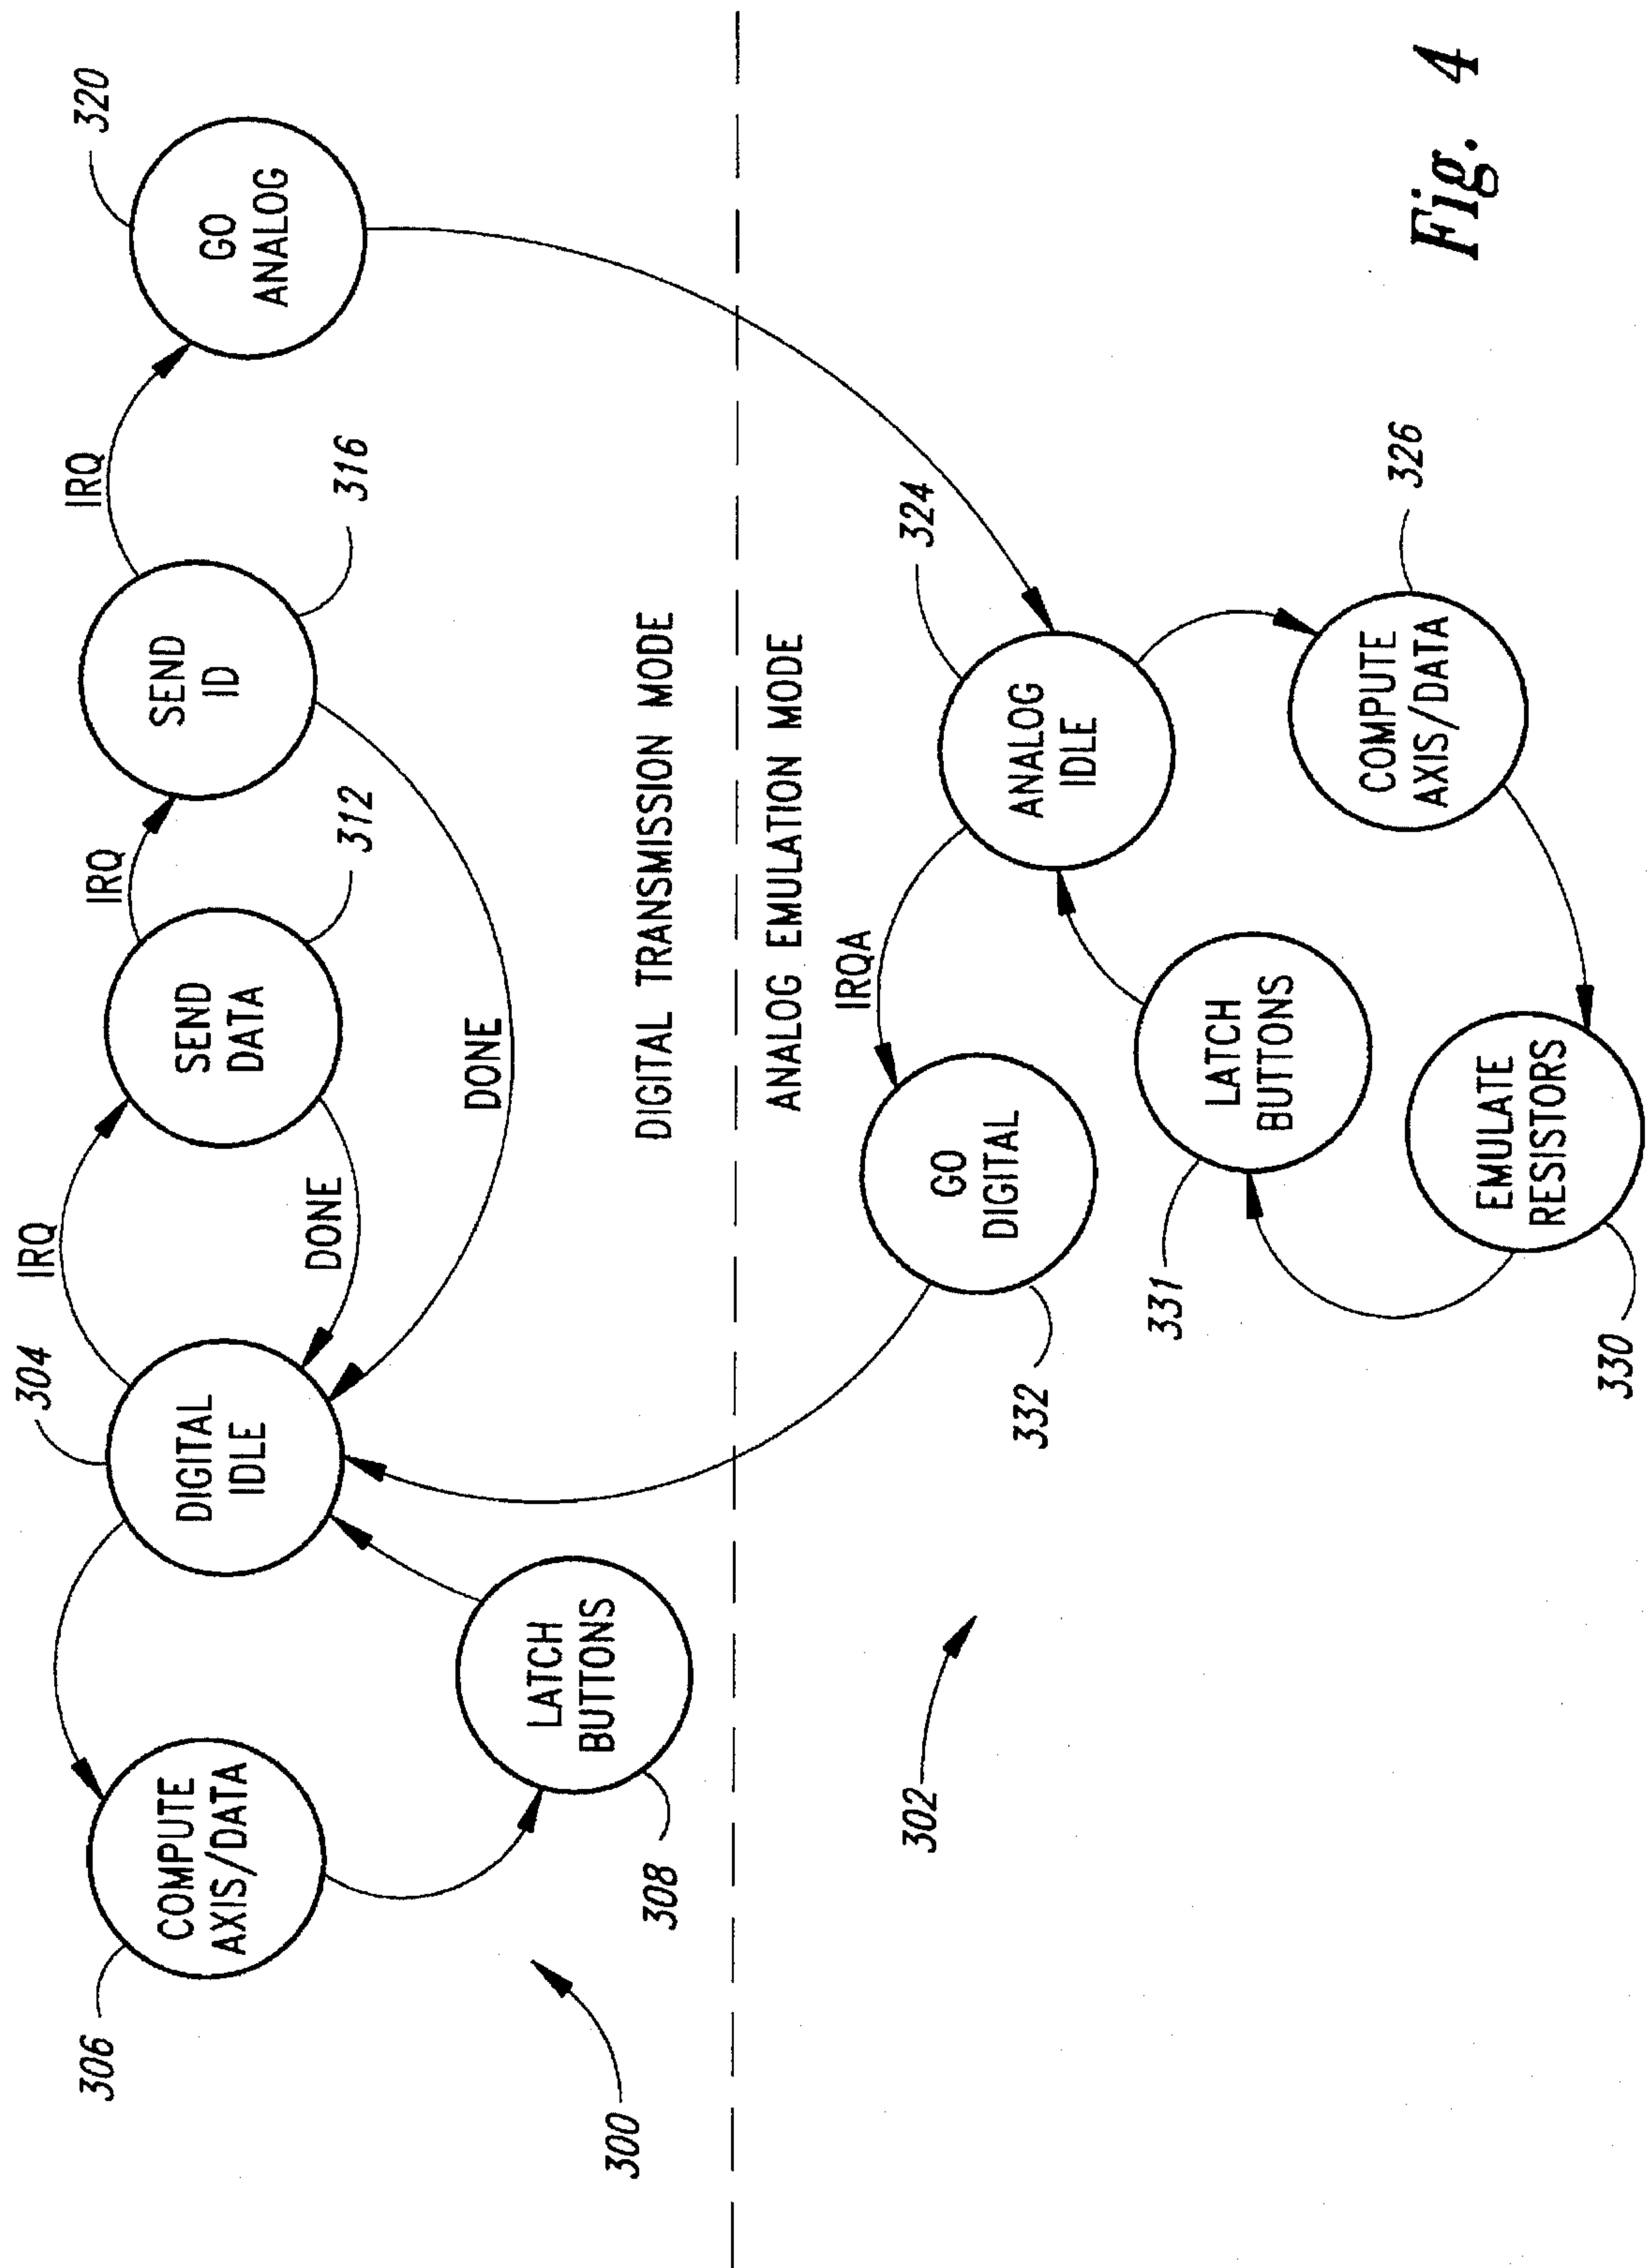 306
COMPUTE
AXIS/DATA
300
308
LATCH
BUTTONS
304
DIGITAL
IDLE
IRQ
DONE
SEND
DATA
312
IRQ
DONE
SEND
ID
316
IRQ
GO
ANALOG
320
DIGITAL TRANSMISSION MODE
ANALOG EMULATION MODE
302
332
GO
DIGITAL
IRQA
324
ANALOG
IDLE
331
LATCH
BUTTONS
330
EMULATE
RESISTORS
COMPUTE
AXIS/DATA
326
Fig. 4